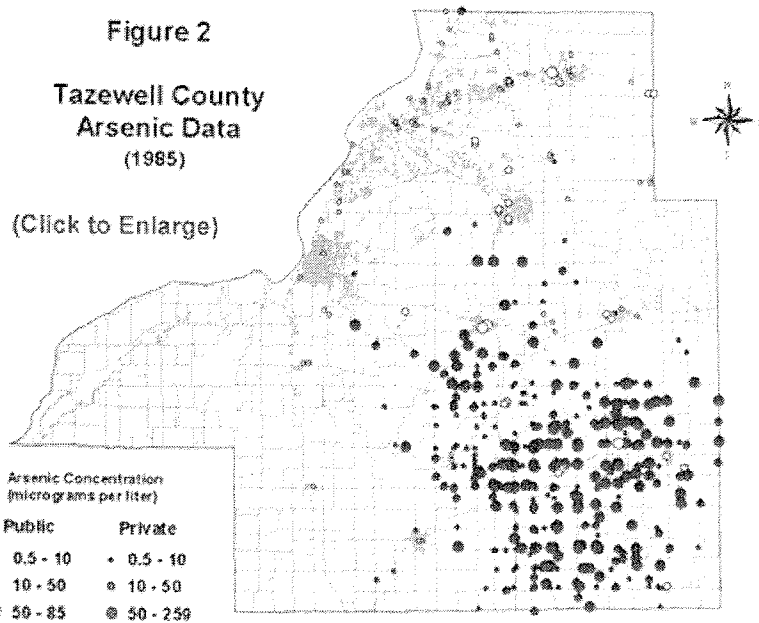 Figure 2
Tazewell County
Arsenic Data
(1985)
(Click to Enlarge)
Arsenic Concentration
(micrograms per liter)
Public Private
0.5 - 10 0.5 - 10
10 - 50 10 - 50
50 - 85 50 - 259